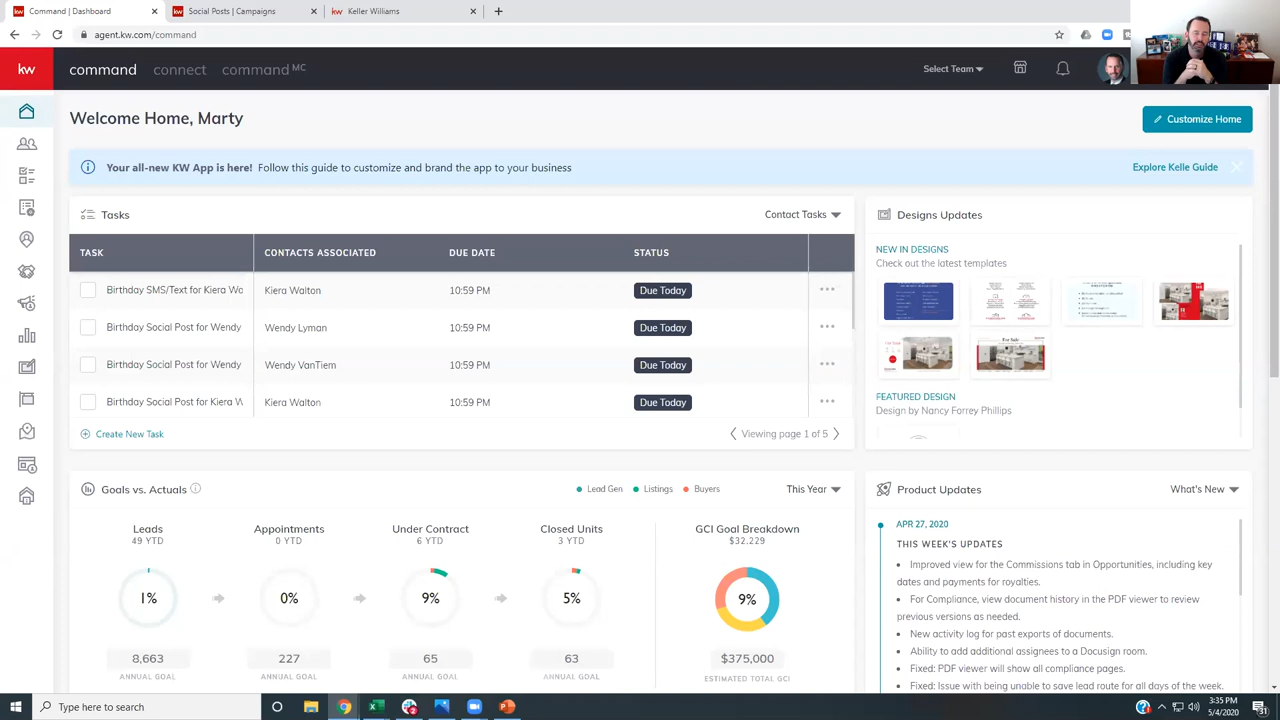 Command | Dashboard
Social Posts | Campaigns
Keller Williams
agent.kw.com/command
kw
command
connect
command MC
Select Team
Welcome Home, Marty
Customize Home
Your all-new KW App is here! Follow this guide to customize and brand the app to your business
Explore Kelle Guide
Tasks
Contact Tasks
TASK
CONTACTS ASSOCIATED
DUE DATE
STATUS
Birthday SMS/Text for Kiera Wa
Kiera Walton
10:59 PM
Due Today
Birthday Social Post for Wendy
Wendy Lyman
10:59 PM
Due Today
Birthday Social Post for Wendy
Wendy VanTiem
10:59 PM
Due Today
Birthday Social Post for Kiera W
Kiera Walton
10:59 PM
Due Today
Create New Task
Viewing page 1 of 5
Designs Updates
NEW IN DESIGNS
Check out the latest templates
For Sale
FEATURED DESIGN
Design by Nancy Forrey Phillips
Goals vs. Actuals
Lead Gen
Listings
Buyers
This Year
Leads
49 YTD
Appointments
0 YTD
Under Contract
6 YTD
Closed Units
3 YTD
GCI Goal Breakdown
$32,229
1%
0%
9%
5%
9%
8,663
ANNUAL GOAL
227
ANNUAL GOAL
65
ANNUAL GOAL
63
ANNUAL GOAL
$375,000
ESTIMATED TOTAL GCI
Product Updates
What's New
APR 27, 2020
THIS WEEK'S UPDATES
• Improved view for the Commissions tab in Opportunities, including key
dates and payments for royalties.
• For Compliance, view document history in the PDF viewer to review
previous versions as needed.
• New activity log for past exports of documents.
• Ability to add additional assignees to a Docusign room.
• Fixed: PDF viewer will show all compliance pages.
• Fixed: Issue with being unable to save lead route for all days of the week.
Type here to search
3:35 PM
5/4/2020
31